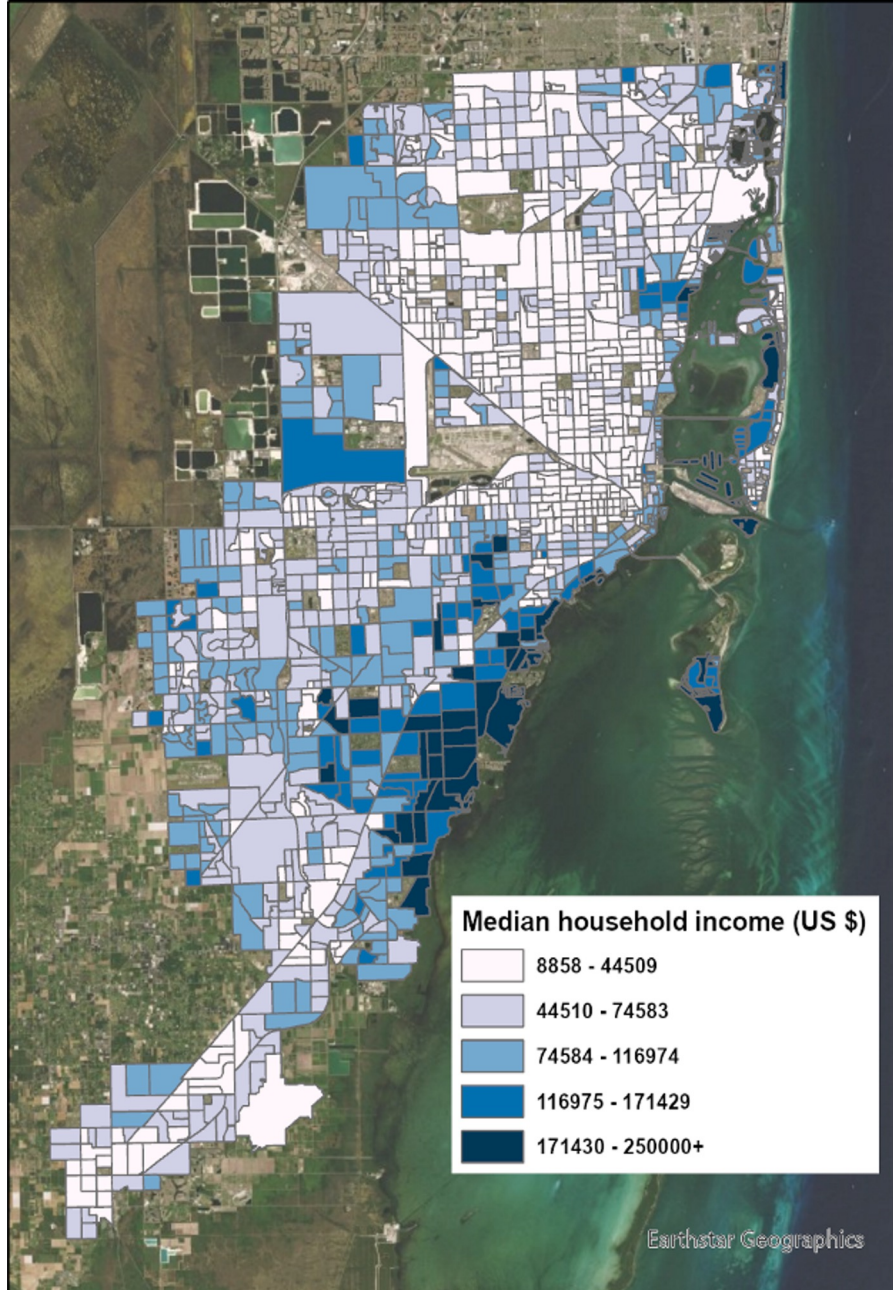 Median household income (US $)
8858 - 44509
44510 - 74583
74584 - 116974
116975 - 171429
171430 - 250000+
Earthstar Geographics